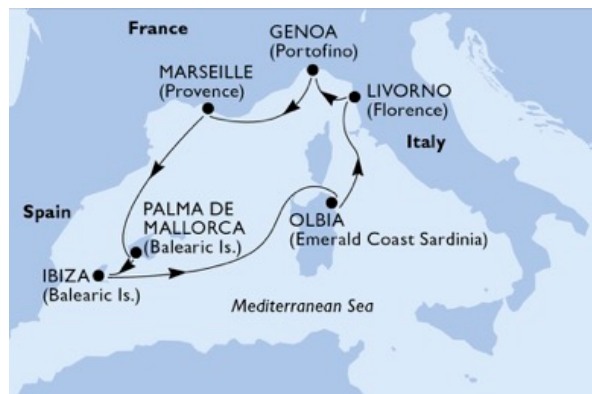 France
GENOA
(Portofino)
MARSEILLE
(Provence)
LIVORNO
(Florence)
Italy
Spain
PALMA DE
MALLORCA
(Balearic Is.)
OLBIA
(Emerald Coast Sardinia)
IBIZA
(Balearic Is.)
Mediterranean Sea